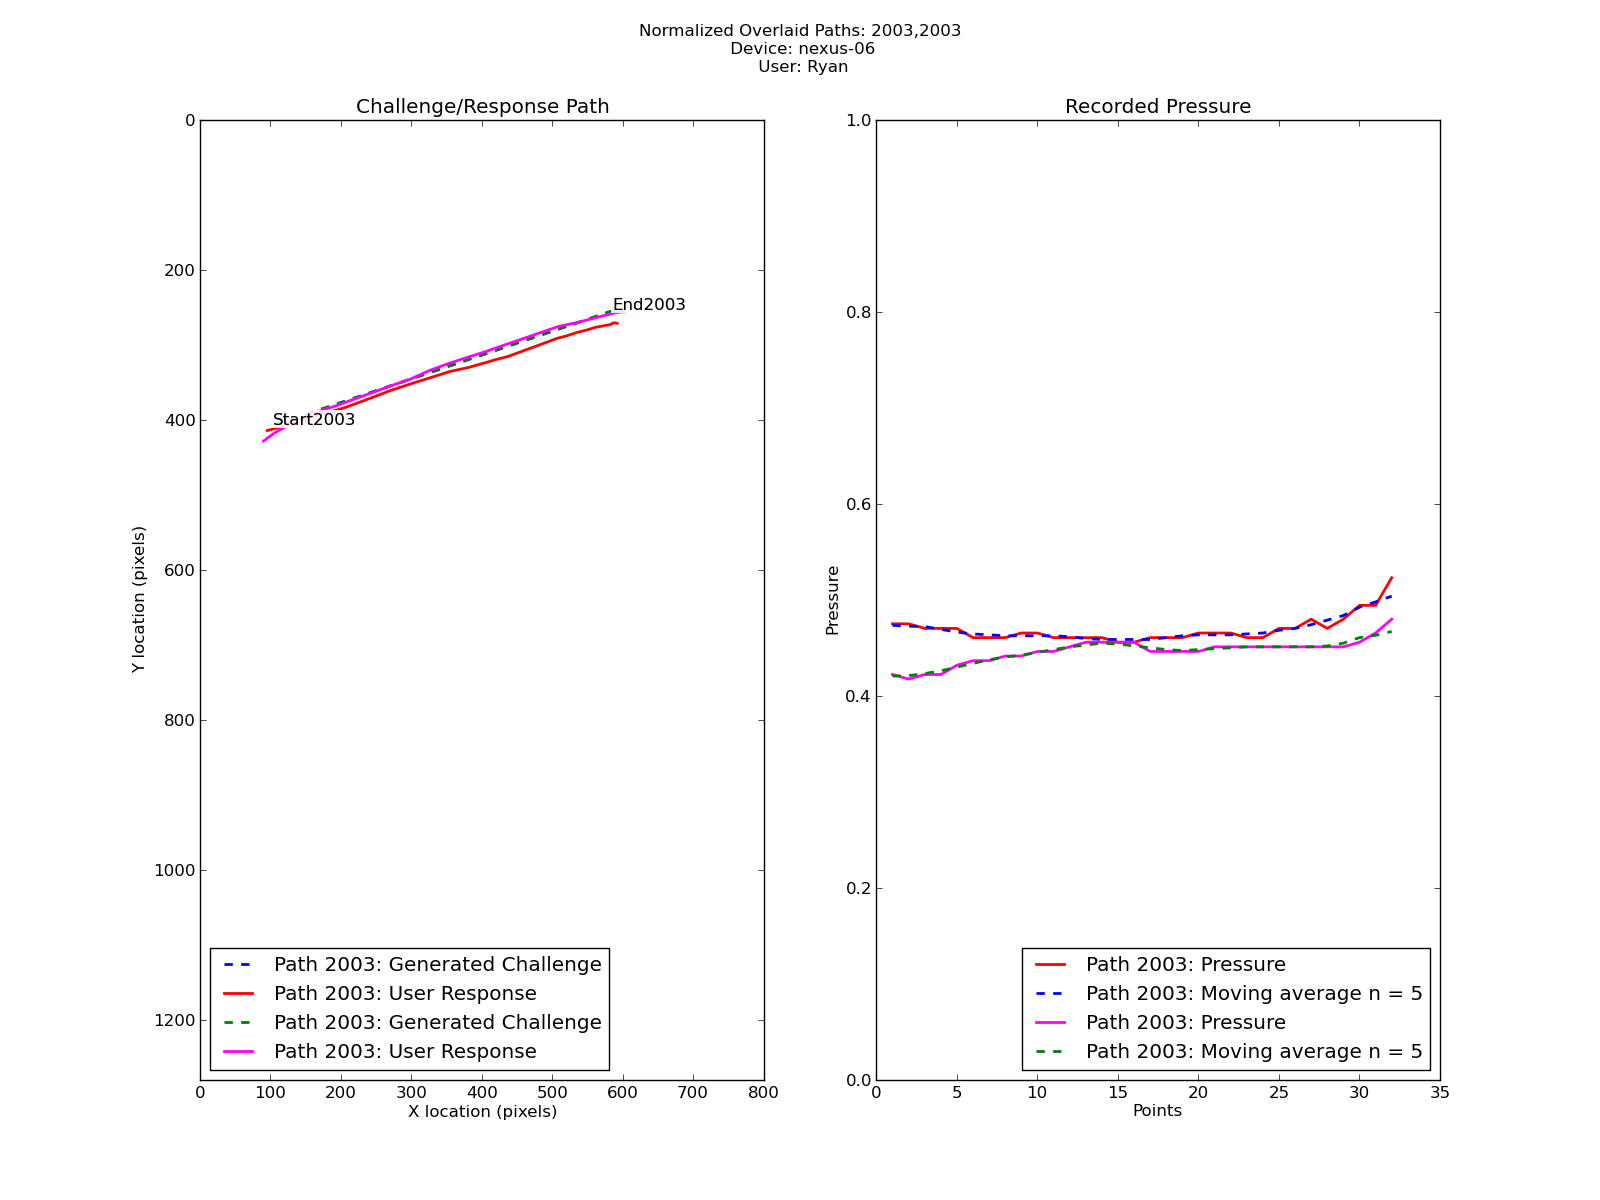 Normalized Overlaid Paths: 2003,2003
Device: nexus-06
User: Ryan
Challenge/Response Path
0
200
400
600
800
1000
1200
Y location (pixels)
End2003
Start2003
Path 2003: Generated Challenge
Path 2003: User Response
Path 2003: Generated Challenge
Path 2003: User Response
0 100 200 300 400 500 600 700 800
X location (pixels)
Recorded Pressure
1.0
0.8
0.6
0.4
0.2
0.0
Pressure
Path 2003: Pressure
Path 2003: Moving average n = 5
Path 2003: Pressure
Path 2003: Moving average n = 5
0 5 10 15 20 25 30 35
Points